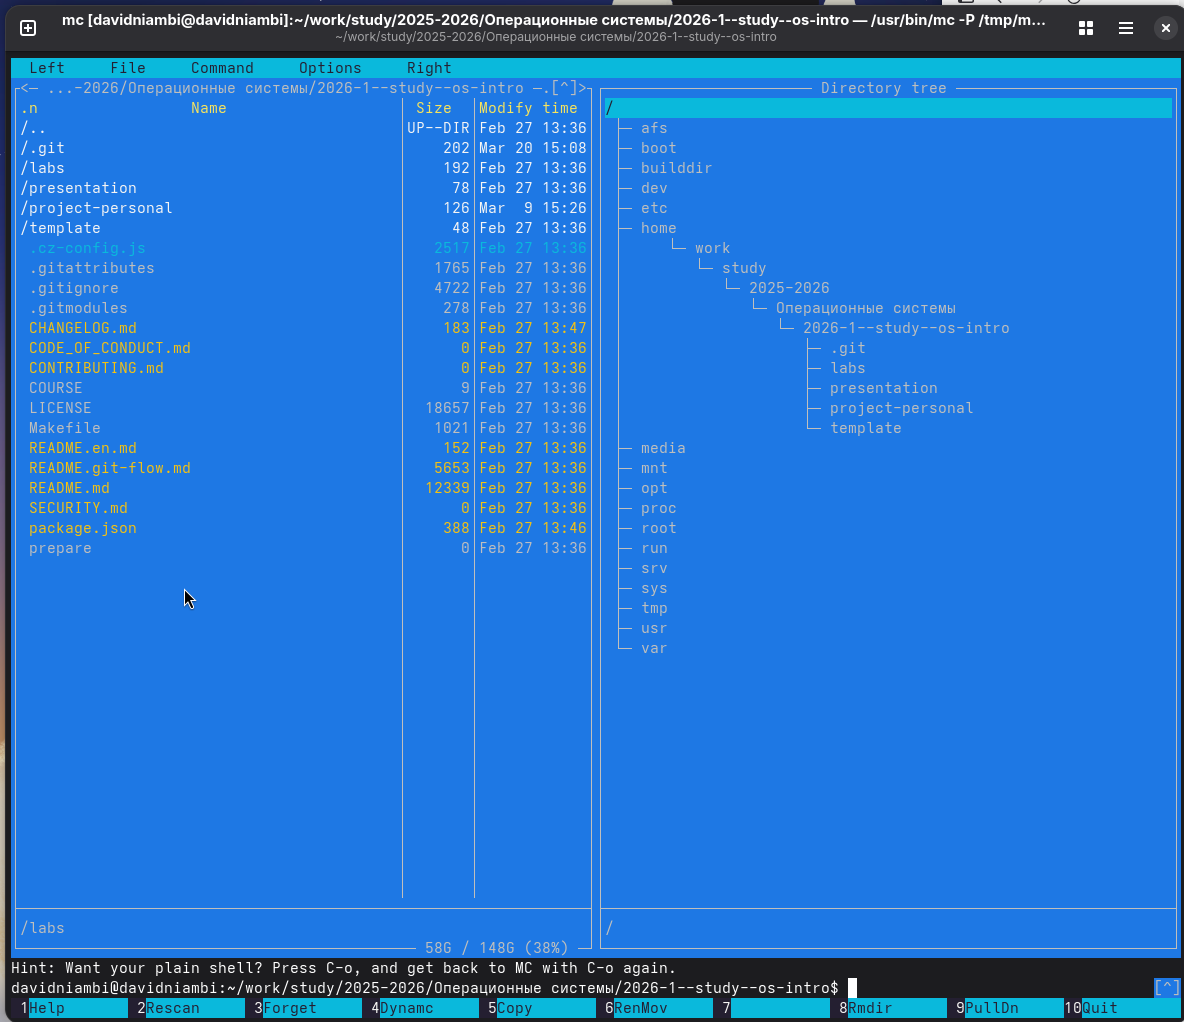 mc [davidniambi@davidniambi]:~/work/study/2025-2026/Операционные системы/2026-1--study--os-intro — /usr/bin/mc -P /tmp/m…
~/work/study/2025-2026/Операционные системы/2026-1--study--os-intro
Left File Command Options Right
<— ...-2026/Операционные системы/2026-1--study--os-intro —.[^]>
.n Name Size Modify time
/.. UP--DIR Feb 27 13:36
/.git 202 Mar 20 15:08
/labs 192 Feb 27 13:36
/presentation 78 Feb 27 13:36
/project-personal 126 Mar 9 15:26
/template 48 Feb 27 13:36
.cz-config.js 2517 Feb 27 13:36
.gitattributes 1765 Feb 27 13:36
.gitignore 4722 Feb 27 13:36
.gitmodules 278 Feb 27 13:36
CHANGELOG.md 183 Feb 27 13:47
CODE_OF_CONDUCT.md 0 Feb 27 13:36
CONTRIBUTING.md 0 Feb 27 13:36
COURSE 9 Feb 27 13:36
LICENSE 18657 Feb 27 13:36
Makefile 1021 Feb 27 13:36
README.en.md 152 Feb 27 13:36
README.git-flow.md 5653 Feb 27 13:36
README.md 12339 Feb 27 13:36
SECURITY.md 0 Feb 27 13:36
package.json 388 Feb 27 13:46
prepare 0 Feb 27 13:36
/labs
58G / 148G (38%)
Directory tree
/
afs
boot
builddir
dev
etc
home
work
study
2025-2026
Операционные системы
2026-1--study--os-intro
.git
labs
presentation
project-personal
template
media
mnt
opt
proc
root
run
srv
sys
tmp
usr
var
/
Hint: Want your plain shell? Press C-o, and get back to MC with C-o again.
davidniambi@davidniambi:~/work/study/2025-2026/Операционные системы/2026-1--study--os-intro$ [^]
1Help 2Rescan 3Forget 4Dynamc 5Copy 6RenMov 7 8Rmdir 9PullDn 10Quit